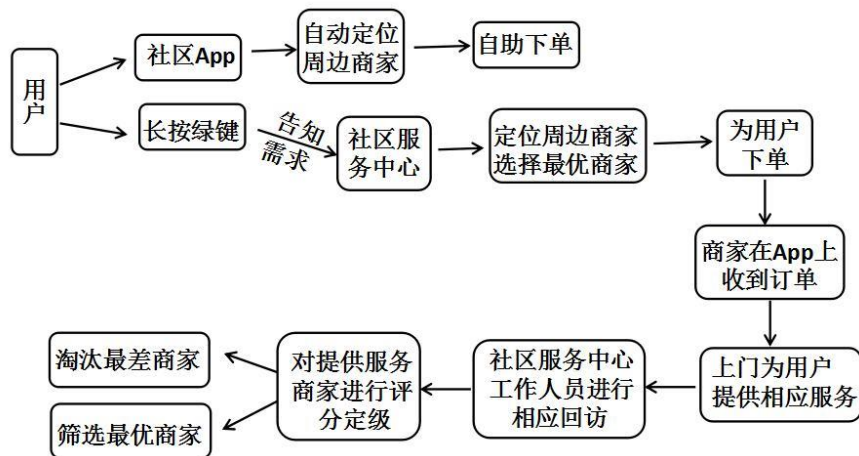 用户
社区App
自动定位
周边商家
自助下单
长按绿键
告知
需求
社区服
务中心
定位周边商家
选择最优商家
为用户
下单
商家在App上
收到订单
上门为用户
提供相应服务
社区服务中心
工作人员进行
相应回访
对提供服务
商家进行评
分定级
淘汰最差商家
筛选最优商家